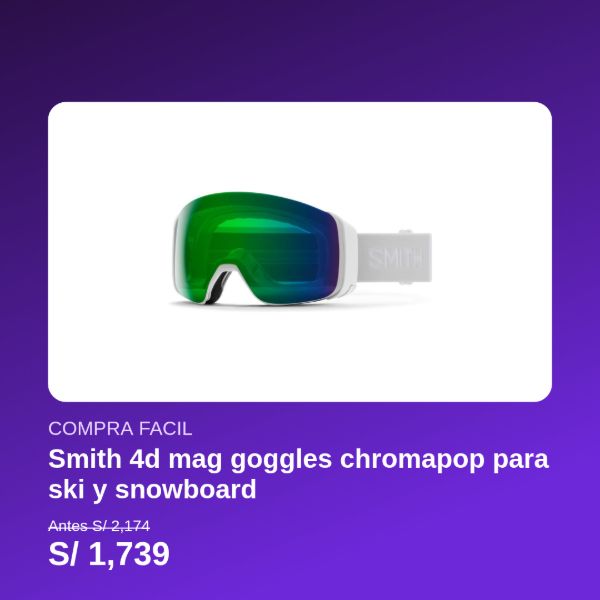 SMITH
COMPRA FACIL
Smith 4d mag goggles chromapop para
ski y snowboard
Antes S/ 2,174
S/ 1,739